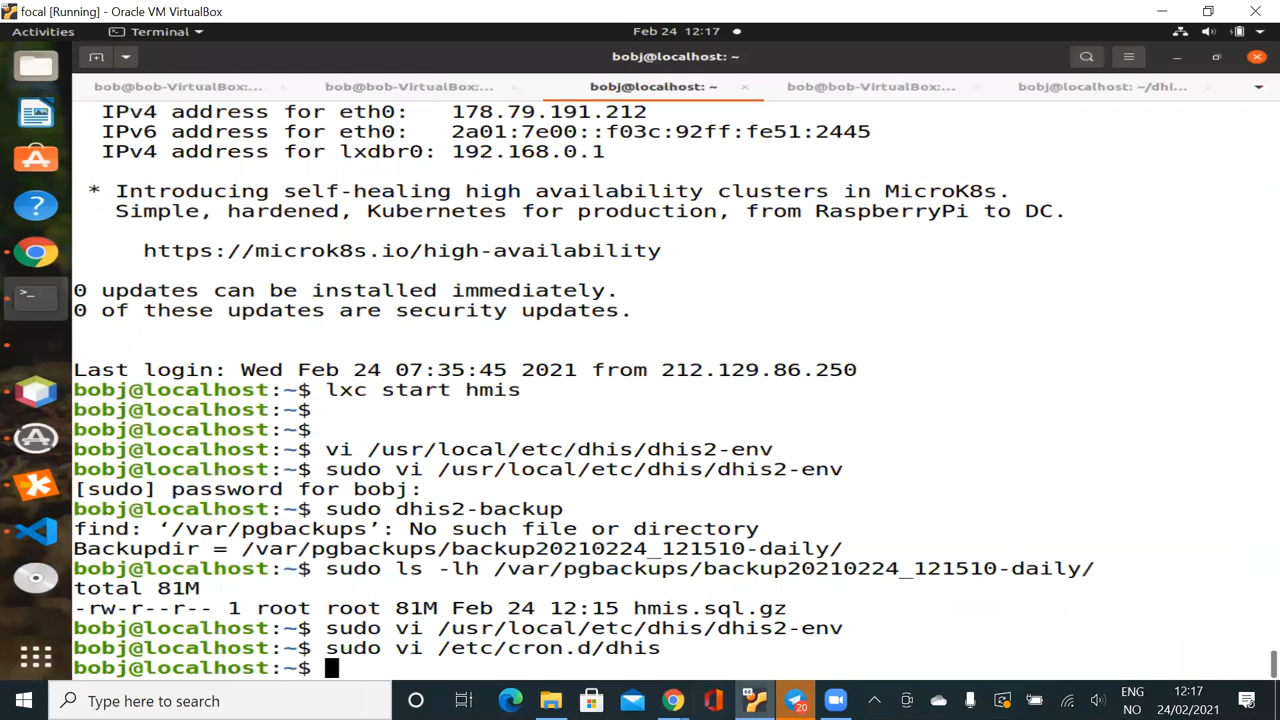 focal [Running] - Oracle VM VirtualBox
Activities Terminal Feb 24 12:17
bobj@localhost: ~
bob@bob-VirtualBox:... bob@bob-VirtualBox:... bobj@localhost: ~ bob@bob-VirtualBox:... bobj@localhost: ~/dhi...
IPv4 address for eth0: 178.79.191.212
IPv6 address for eth0: 2a01:7e00::f03c:92ff:fe51:2445
IPv4 address for lxdbr0: 192.168.0.1
* Introducing self-healing high availability clusters in MicroK8s.
Simple, hardened, Kubernetes for production, from RaspberryPi to DC.
https://microk8s.io/high-availability
0 updates can be installed immediately.
0 of these updates are security updates.
Last login: Wed Feb 24 07:35:45 2021 from 212.129.86.250
bobj@localhost:~$ lxc start hmis
bobj@localhost:~$
bobj@localhost:~$
bobj@localhost:~$ vi /usr/local/etc/dhis/dhis2-env
bobj@localhost:~$ sudo vi /usr/local/etc/dhis/dhis2-env
[sudo] password for bobj:
bobj@localhost:~$ sudo dhis2-backup
find: ‘/var/pgbackups’: No such file or directory
Backupdir = /var/pgbackups/backup20210224_121510-daily/
bobj@localhost:~$ sudo ls -lh /var/pgbackups/backup20210224_121510-daily/
total 81M
-rw-r--r-- 1 root root 81M Feb 24 12:15 hmis.sql.gz
bobj@localhost:~$ sudo vi /usr/local/etc/dhis/dhis2-env
bobj@localhost:~$ sudo vi /etc/cron.d/dhis
bobj@localhost:~$
Type here to search
20
ENG
NO
12:17
24/02/2021